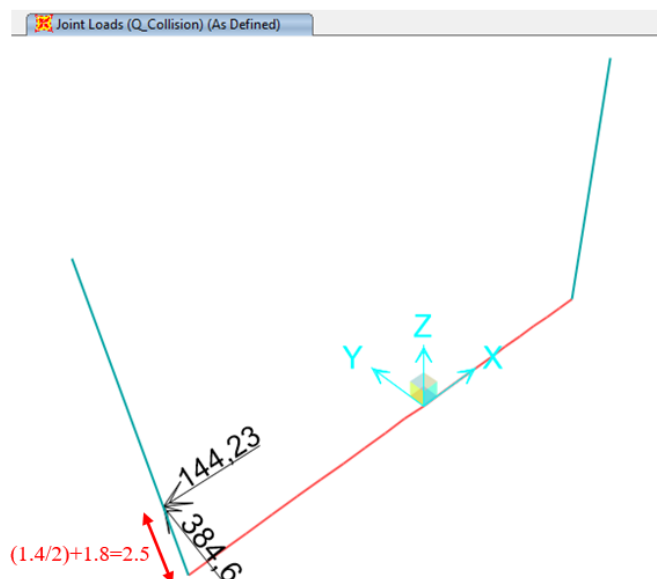 Joint Loads (Q_Collision) (As Defined)
Z
Y
X
144,23
384,6
(1.4/2)+1.8=2.5